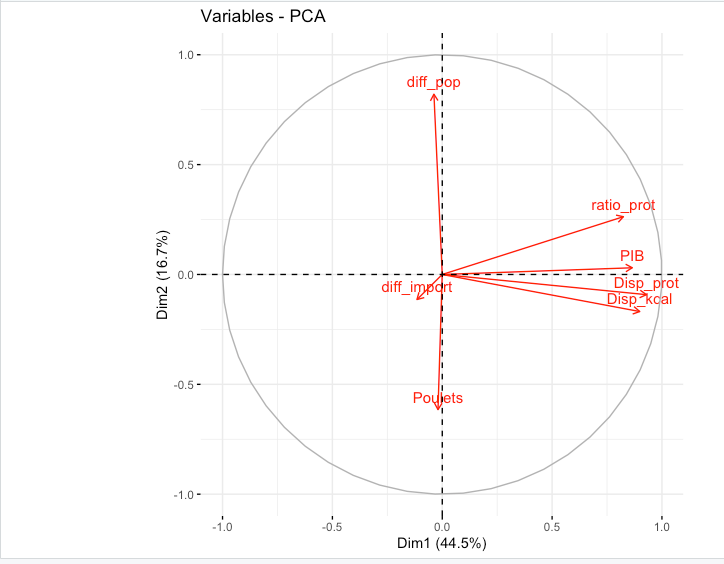 Variables - PCA
1.0
diff_pop
0.5
ratio_prot
PIB
0.0
diff_import
Disp_prot
Disp_kcal
Dim2 (16.7%)
Poulets
-0.5
-1.0
-1.0
-0.5
0.0
0.5
1.0
Dim1 (44.5%)